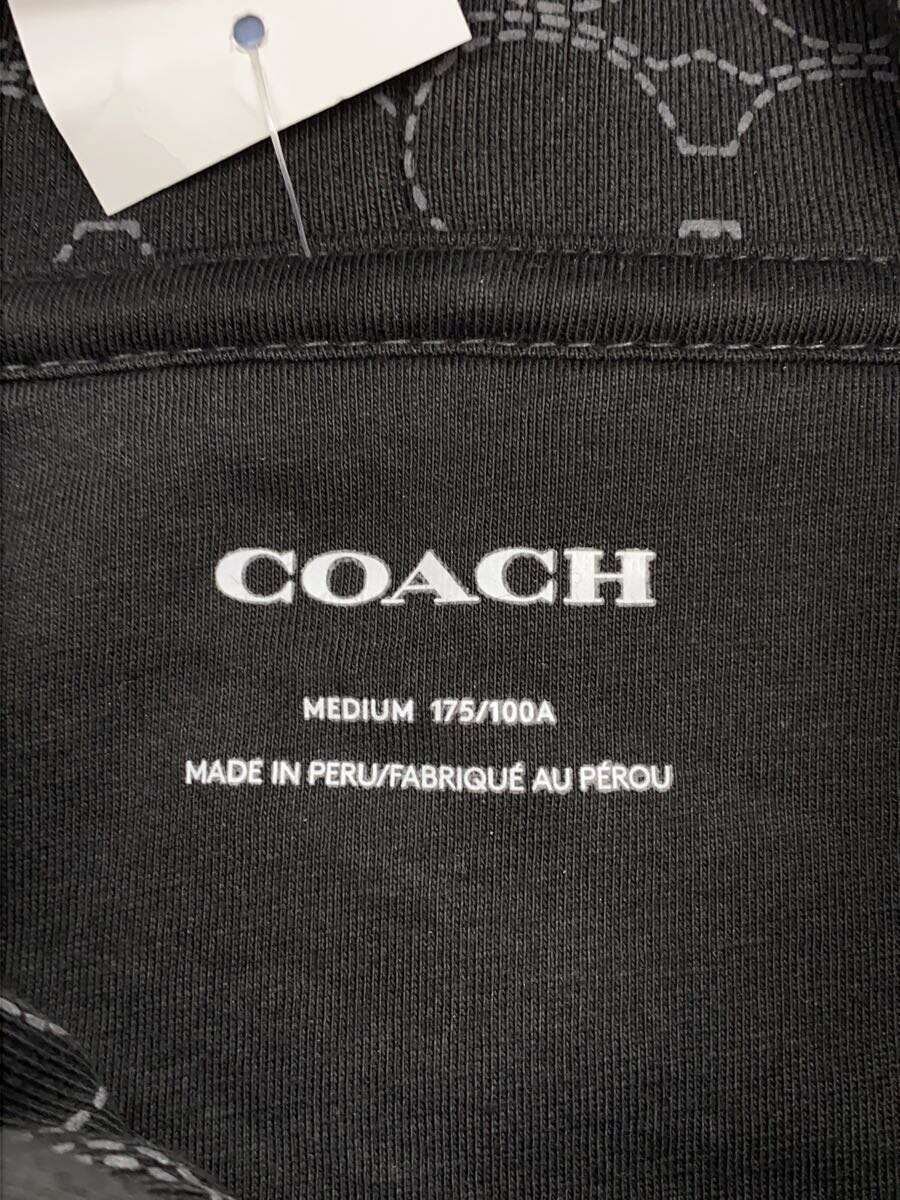 COACH
MEDIUM 175/100A
MADE IN PERU/FABRIQUÉ AU PÉROU